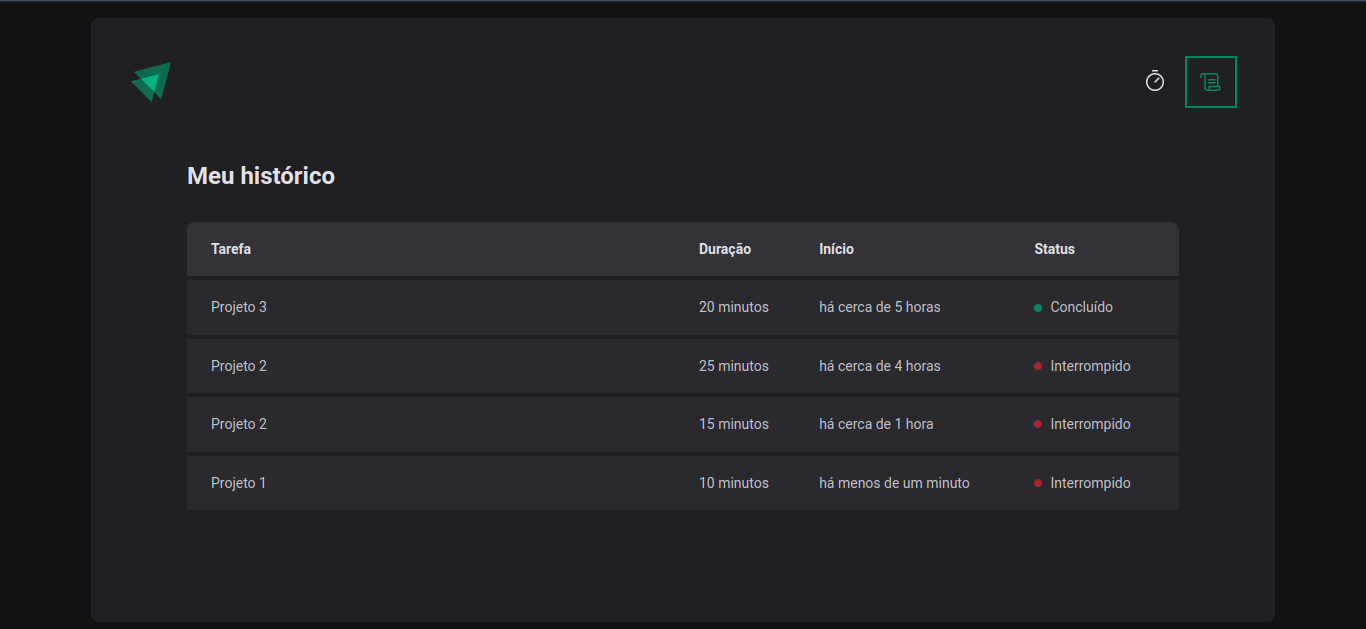 Meu histórico
Tarefa Duração Início Status
Projeto 3 20 minutos há cerca de 5 horas Concluído
Projeto 2 25 minutos há cerca de 4 horas Interrompido
Projeto 2 15 minutos há cerca de 1 hora Interrompido
Projeto 1 10 minutos há menos de um minuto Interrompido